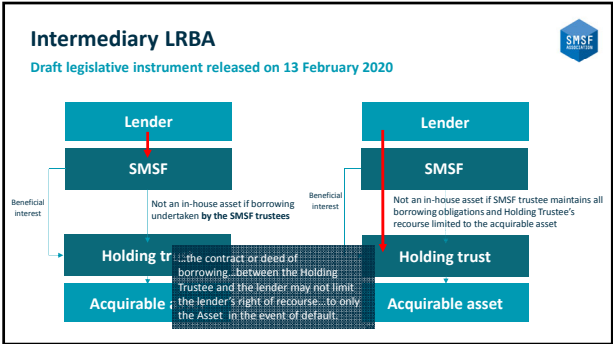 Intermediary LRBA
SMSF
ASSOCIATION
Draft legislative instrument released on 13 February 2020
Lender
SMSF
Beneficial
interest
Not an in-house asset if borrowing
undertaken by the SMSF trustees
Holding tr
Acquirable a
...the contract or deed of
borrowing...between the Holding
Trustee and the lender may not limit
the lender's right of recourse...to only
the Asset in the event of default.
Lender
SMSF
Beneficial
interest
Not an in-house asset if SMSF trustee maintains all
borrowing obligations and Holding Trustee's
recourse limited to the acquirable asset
Holding trust
Acquirable asset